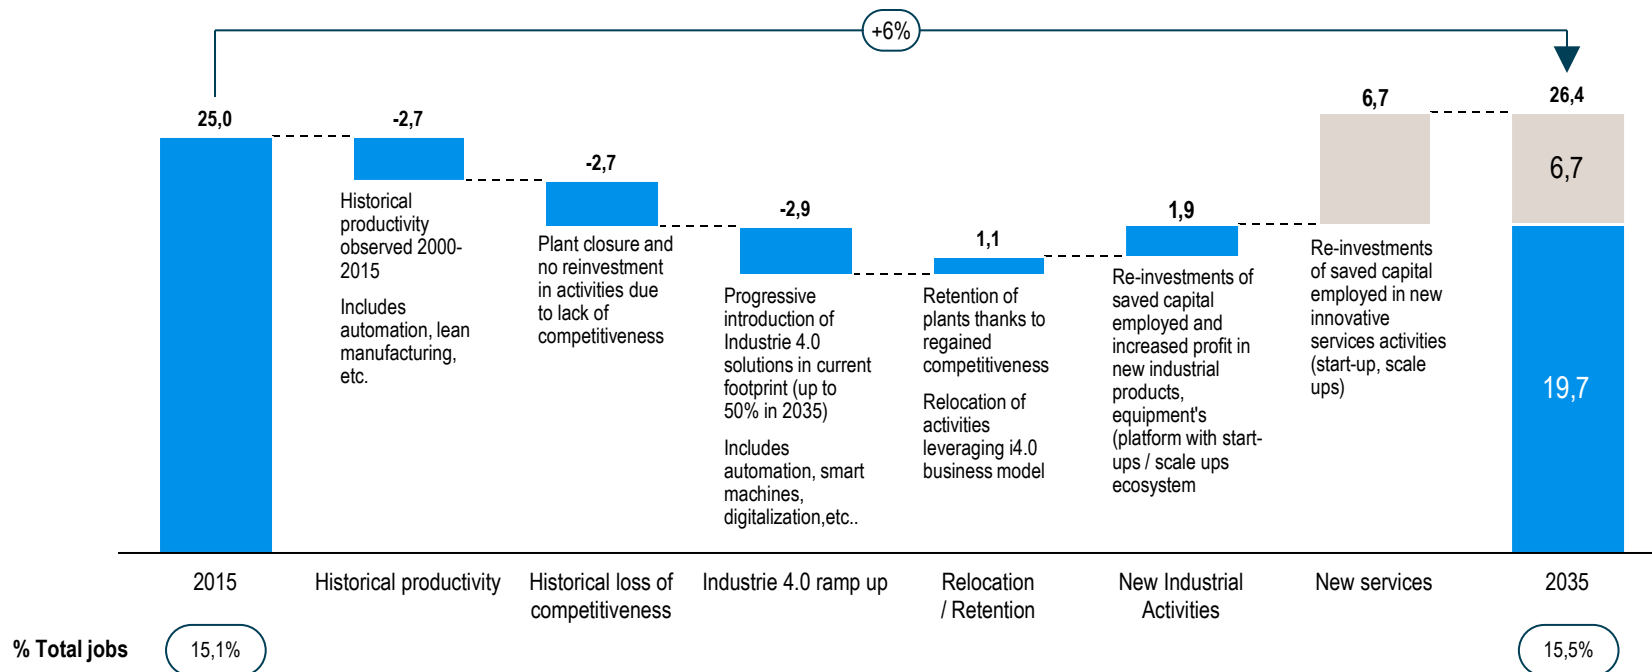 +6%
25,0
-2,7
-2,7
-2,9
1,1
1,9
6,7
26,4
6,7
19,7
Historical
productivity
observed 2000-
2015
Includes
automation, lean
manufacturing,
etc.
Plant closure and
no reinvestment
in activities due
to lack of
competitiveness
Progressive
introduction of
Industrie 4.0
solutions in current
footprint (up to
50% in 2035)
Includes
automation, smart
machines,
digitalization,etc..
Retention of
plants thanks to
regained
competitiveness
Relocation of
activities
leveraging i4.0
business model
Re-investments of
saved capital
employed and
increased profit in
new industrial
products,
equipment's
(platform with start-
ups / scale ups
ecosystem
Re-investments
of saved capital
employed in new
innovative
services activities
(start-up, scale
ups)
2015
Historical productivity
Historical loss of
competitiveness
Industrie 4.0 ramp up
Relocation
/ Retention
New Industrial
Activities
New services
2035
% Total jobs
15,1%
15,5%